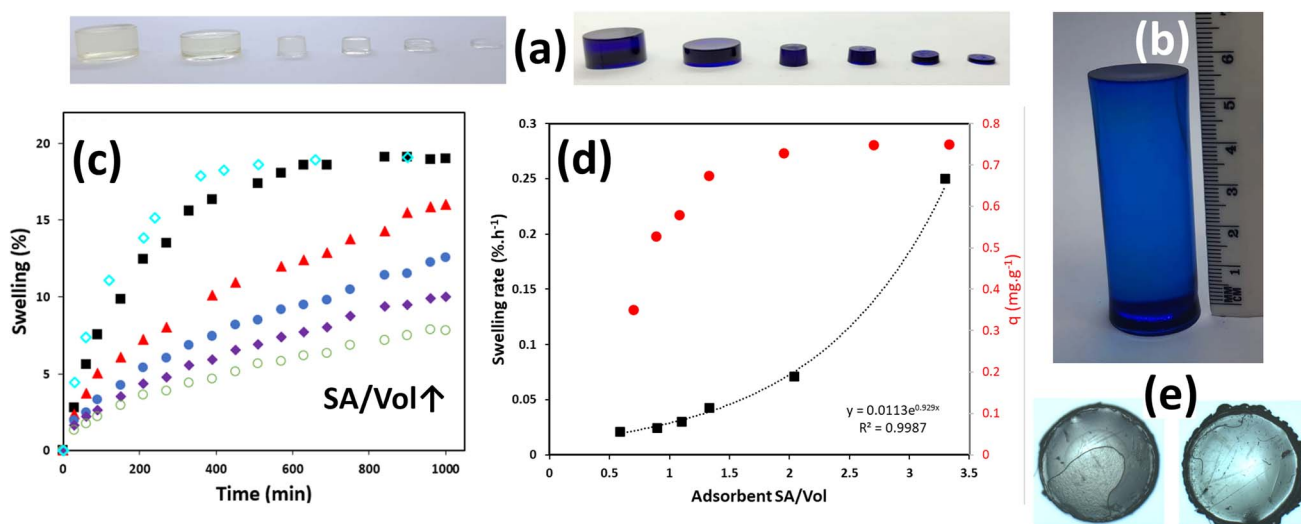 (a)
(b)
5
4
3
2
1
MM
CM
(c)
Swelling (%)
20
15
10
5
0
0
200
400
600
800
1000
Time (min)
SA/Vol↑
(d)
Swelling rate (%.h⁻¹)
0.3
0.25
0.2
0.15
0.1
0.05
0
0
0.5
1
1.5
2
2.5
3
3.5
Adsorbent SA/Vol
y = 0.0113e⁰·⁹²⁹ˣ
R² = 0.9987
0.8
0.7
0.6
0.5
0.4
0.3
0.2
0.1
0
q (mg.g⁻¹)
(e)